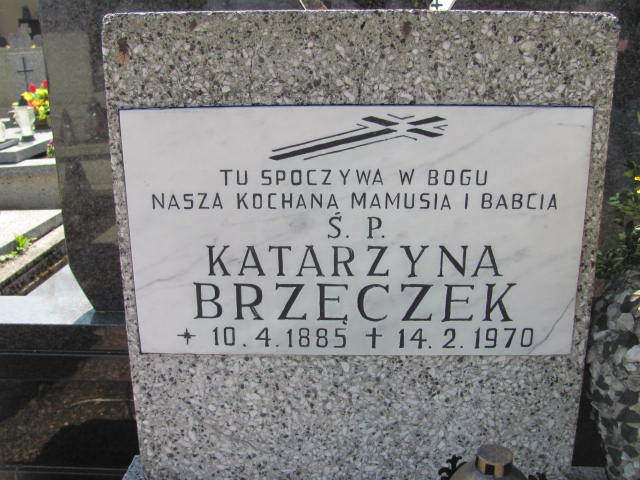 TU SPOCZYWA W BOGU
NASZA KOCHANA MAMUSIA I BABCIA
Ś. P.
KATARZYNA
BRZĘCZEK
* 10.4.1885 ✝ 14.2.1970